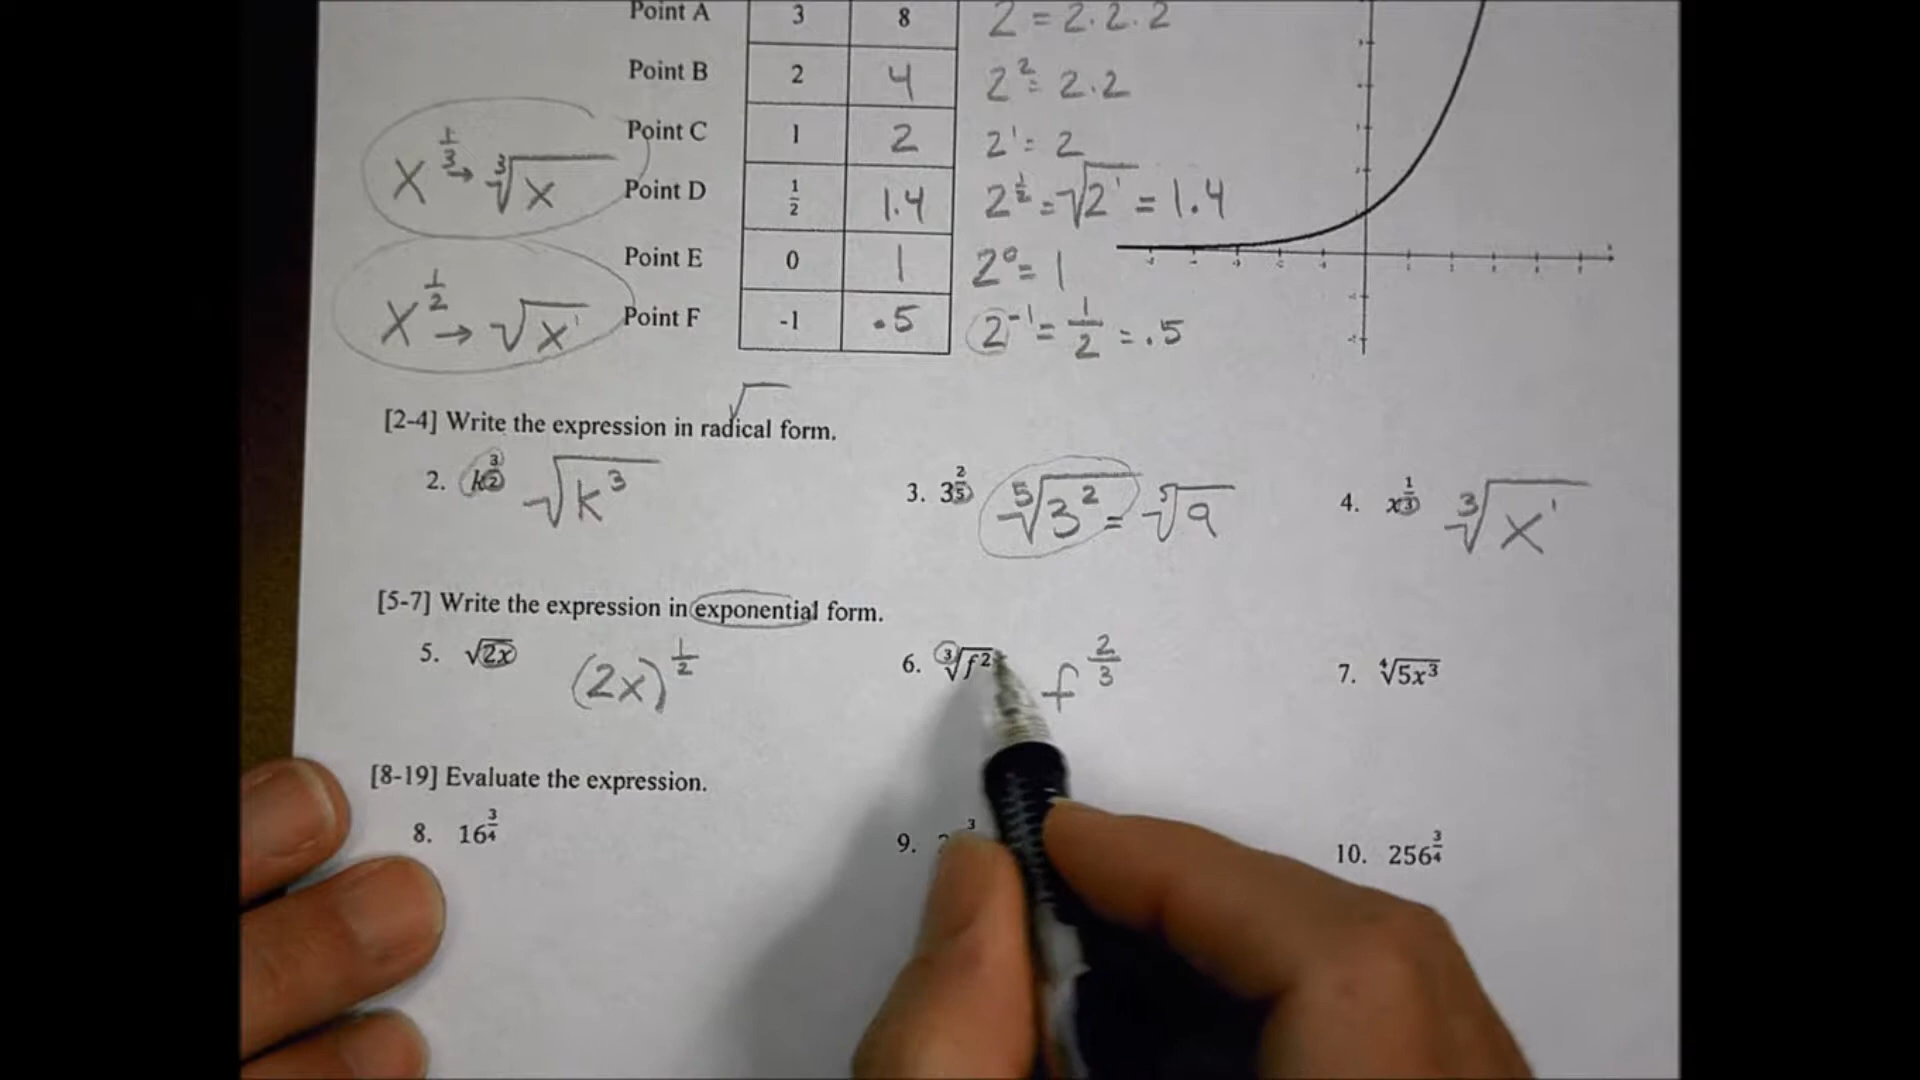 Point A 3 8 2 = 2·2·2
Point B 2 4 2² = 2·2
Point C 1 2 2¹ = 2
x^(1/3) → ∛x
Point D 1/2 1.4 2^(1/2) = √2¹ = 1.4
Point E 0 1 2⁰ = 1
x^(1/2) → √x¹
Point F -1 .5 2⁻¹ = 1/2 = .5
√
[2-4] Write the expression in radical form.
2. k^(3/2) √k³ 3. 3^(2/5) ⁵√3² = ⁵√9 4. x^(1/3) ³√x¹
[5-7] Write the expression in exponential form.
5. √2x (2x)^(1/2) 6. ³√f² f^(2/3) 7. ⁴√5x³
[8-19] Evaluate the expression.
8. 16^(3/4) 9. 3 10. 256^(3/4)